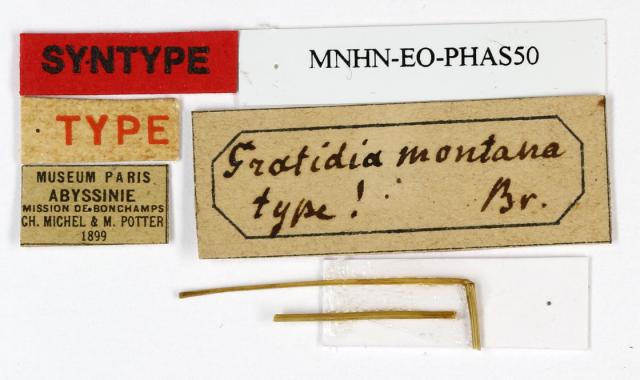 SYNTYPE
MNHN-EO-PHAS50
TYPE
Gratidia montana
type! Br.
MUSEUM PARIS
ABYSSINIE
MISSION DE BONCHAMPS
CH. MICHEL & M. POTTER
1899